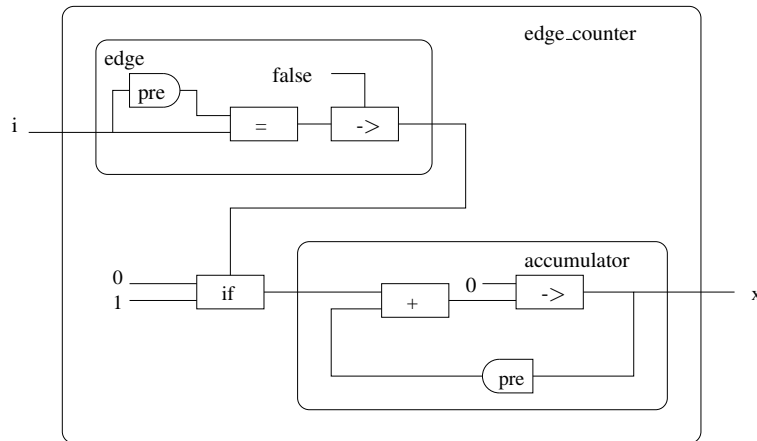 edge_counter
edge
false
pre
i
=
->
accumulator
0
1
if
0
+
->
x
pre